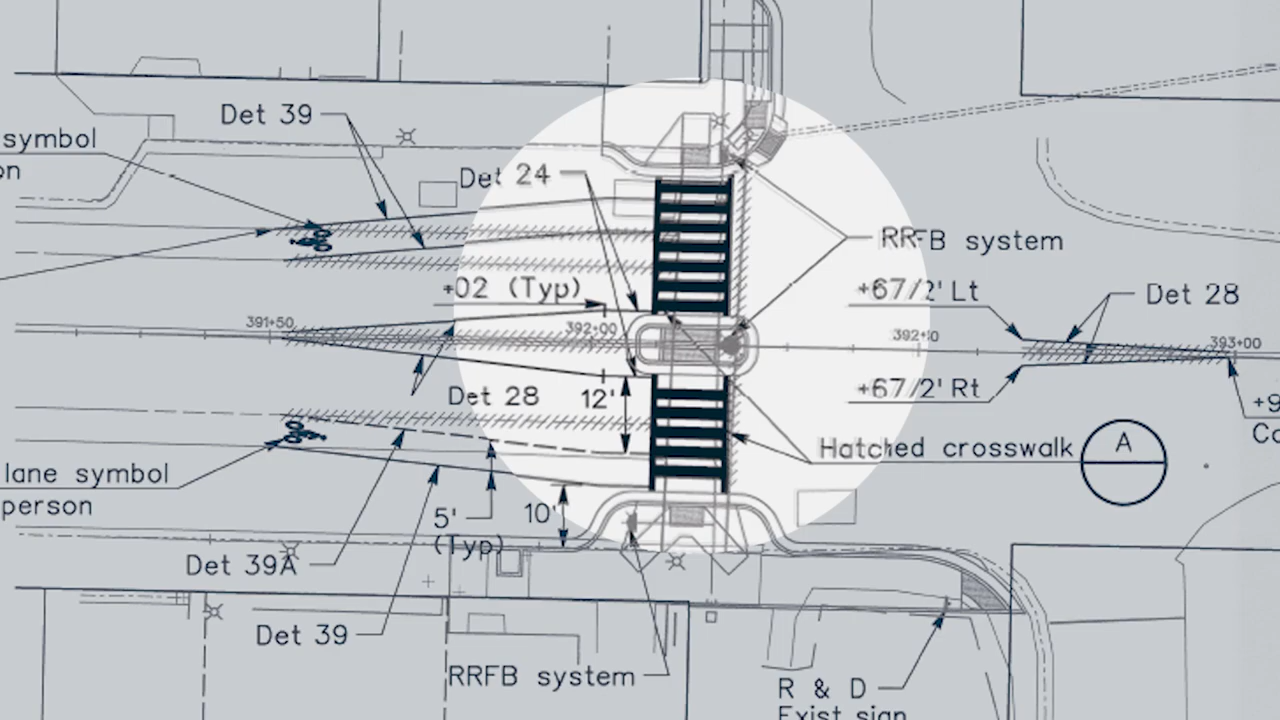 Det 39
symbol
on
Det 24
RRFB system
+02 (Typ)
+67/2' Lt
Det 28
391+50
392+00
393+00
Det 28
12'
+67/2' Rt
+9
Co
Hatched crosswalk
A
lane symbol
person
5'
(Typ)
10'
Det 39A
Det 39
RRFB system
R & D
Exist sign